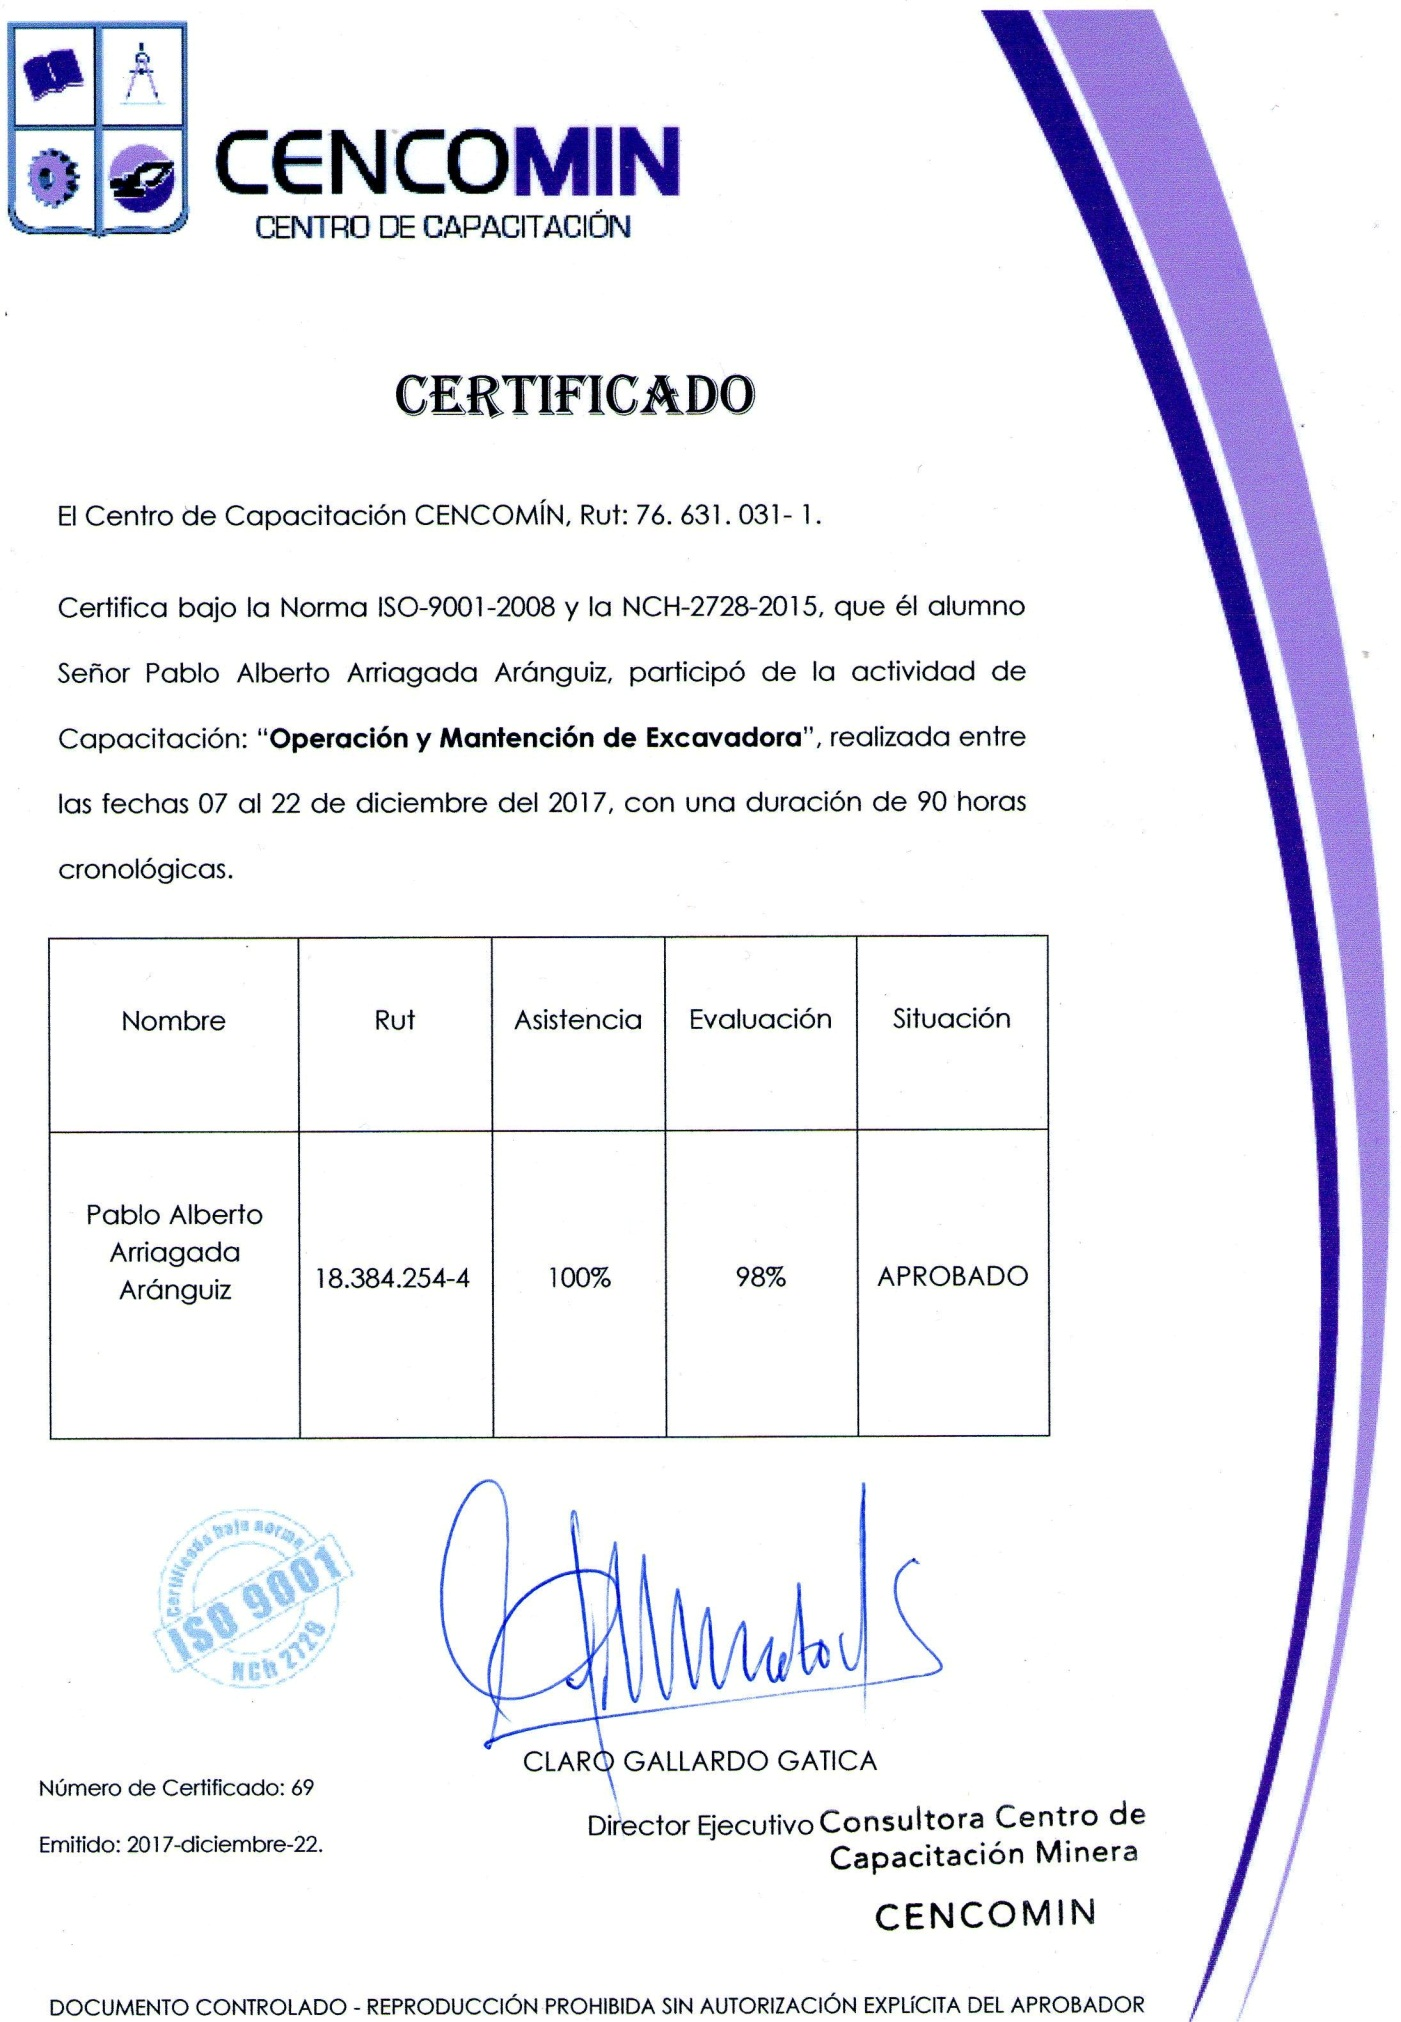 CENCOMIN
CENTRO DE CAPACITACIÓN
CERTIFICADO
El Centro de Capacitación CENCOMÍN, Rut: 76. 631. 031- 1.
Certifica bajo la Norma ISO-9001-2008 y la NCH-2728-2015, que él alumno
Señor Pablo Alberto Arriagada Aránguiz, participó de la actividad de
Capacitación: “Operación y Mantención de Excavadora”, realizada entre
las fechas 07 al 22 de diciembre del 2017, con una duración de 90 horas
cronológicas.
Nombre Rut Asistencia Evaluación Situación
Pablo Alberto
Arriagada
Aránguiz
18.384.254-4 100% 98% APROBADO
Certificación bajo norma
ISO 9001
NCh 2728
CLARO GALLARDO GATICA
Número de Certificado: 69
Director Ejecutivo Consultora Centro de
Capacitación Minera
Emitido: 2017-diciembre-22.
CENCOMIN
DOCUMENTO CONTROLADO - REPRODUCCIÓN PROHIBIDA SIN AUTORIZACIÓN EXPLÍCITA DEL APROBADOR